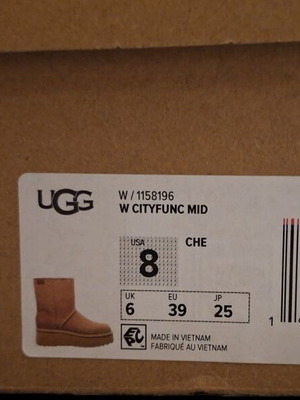 UGG
W / 1158196
W CITYFUNC MID
USA
8
CHE
UK EU JP
6 39 25
MADE IN VIETNAM
FABRIQUÉ AU VIETNAM
1